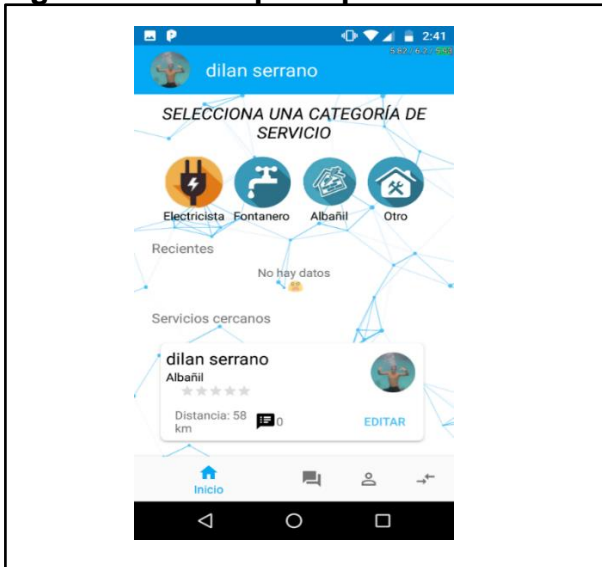 2:41
dilan serrano
SELECCIONA UNA CATEGORÍA DE
SERVICIO
Electricista Fontanero Albañil Otro
Recientes
No hay datos
Servicios cercanos
dilan serrano
Albañil
Distancia: 58
km
0
EDITAR
Inicio